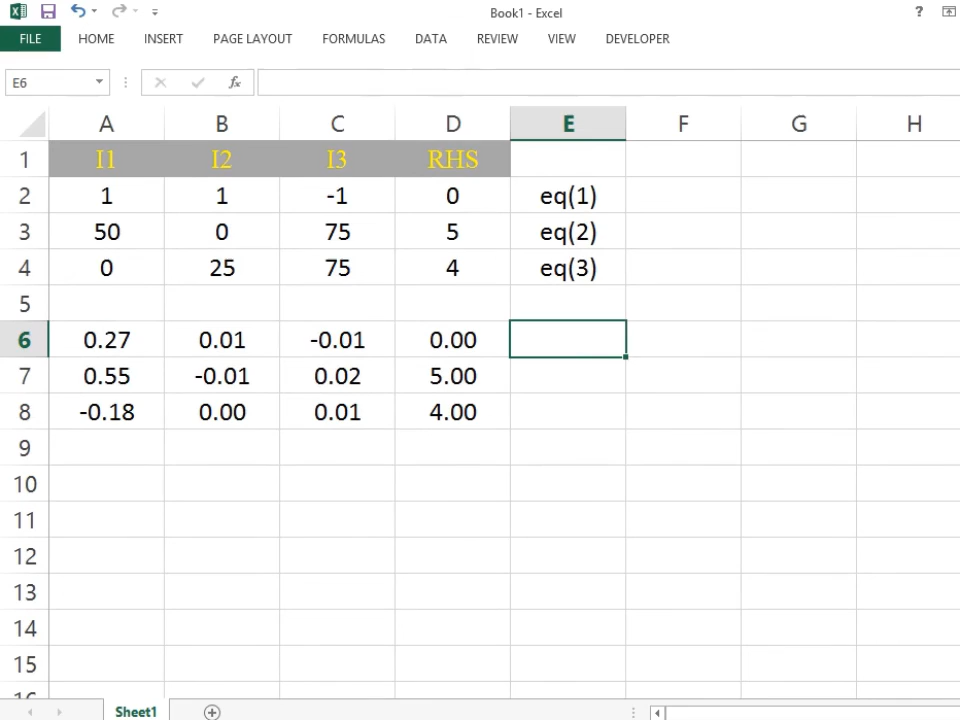 Book1 - Excel
?
FILE HOME INSERT PAGE LAYOUT FORMULAS DATA REVIEW VIEW DEVELOPER
E6 fx
A B C D E F G H
1 I1 I2 I3 RHS
2 1 1 -1 0 eq(1)
3 50 0 75 5 eq(2)
4 0 25 75 4 eq(3)
5
6 0.27 0.01 -0.01 0.00
7 0.55 -0.01 0.02 5.00
8 -0.18 0.00 0.01 4.00
9
10
11
12
13
14
15
16
Sheet1